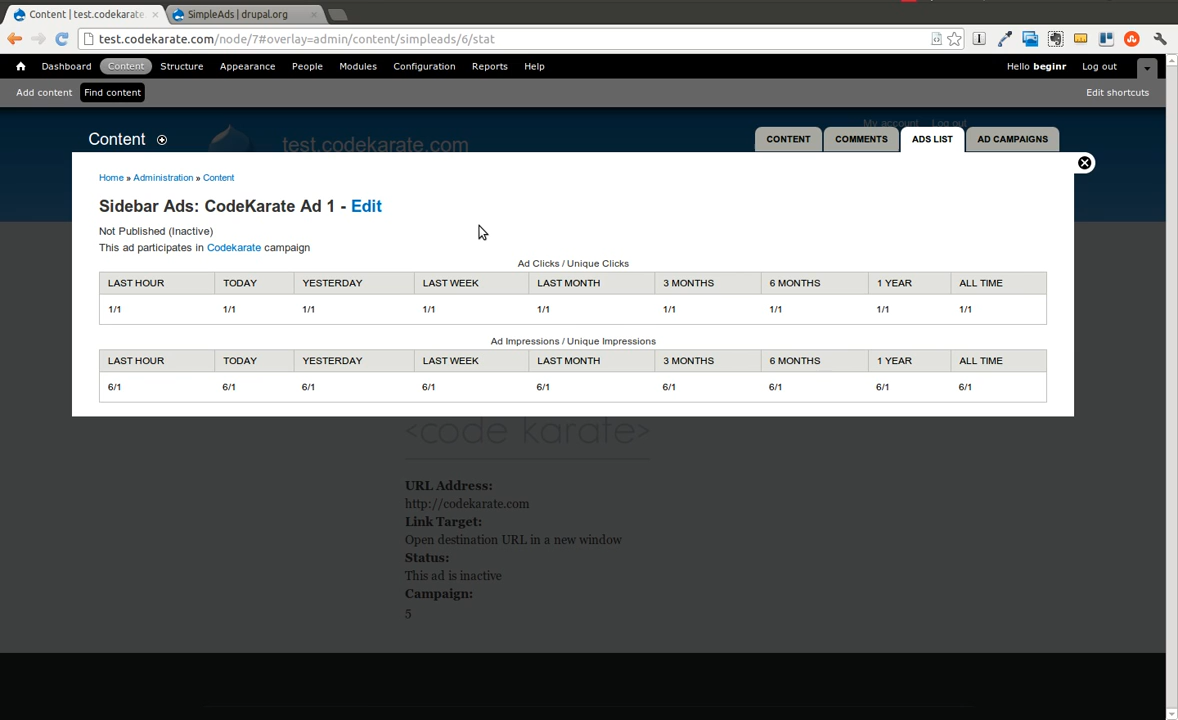 Content | test.codekarate
SimpleAds | drupal.org
test.codekarate.com/node/7#overlay=admin/content/simpleads/6/stat
Dashboard Content Structure Appearance People Modules Configuration Reports Help Hello beginr Log out
Add content Find content Edit shortcuts
My account Log out
Content CONTENT COMMENTS ADS LIST AD CAMPAIGNS
test.codekarate.com
Home » Administration » Content
Sidebar Ads: CodeKarate Ad 1 - Edit
Not Published (Inactive)
This ad participates in Codekarate campaign
Ad Clicks / Unique Clicks
LAST HOUR TODAY YESTERDAY LAST WEEK LAST MONTH 3 MONTHS 6 MONTHS 1 YEAR ALL TIME
1/1 1/1 1/1 1/1 1/1 1/1 1/1 1/1 1/1
Ad Impressions / Unique Impressions
LAST HOUR TODAY YESTERDAY LAST WEEK LAST MONTH 3 MONTHS 6 MONTHS 1 YEAR ALL TIME
6/1 6/1 6/1 6/1 6/1 6/1 6/1 6/1 6/1
<code karate>
URL Address:
http://codekarate.com
Link Target:
Open destination URL in a new window
Status:
This ad is inactive
Campaign:
5